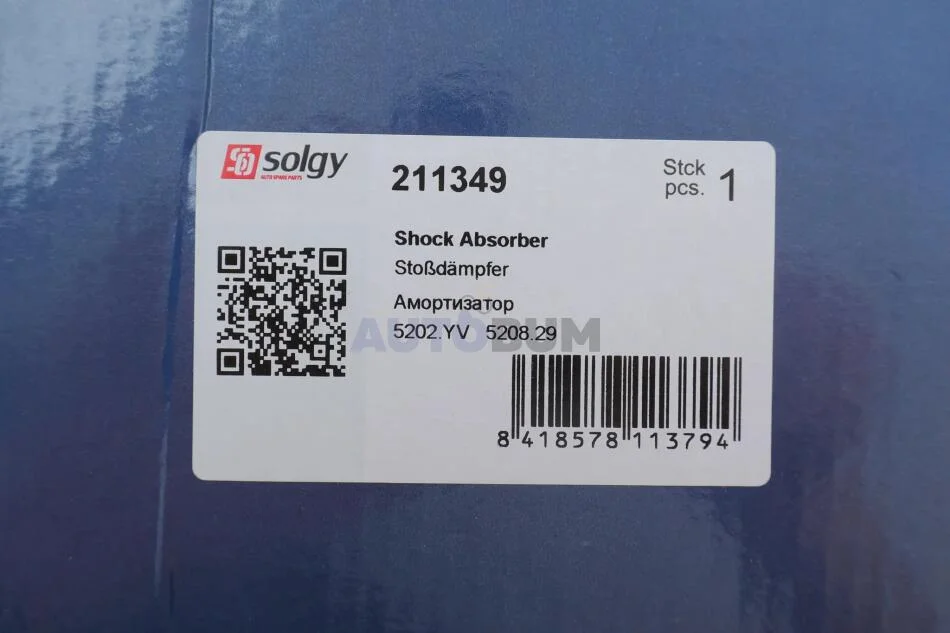 solgy
AUTO SPARE PARTS
211349
Stck
pcs. 1
Shock Absorber
Stoßdämpfer
Амортизатор
5202.YV 5208.29
AUTODUM
8 418578 113794